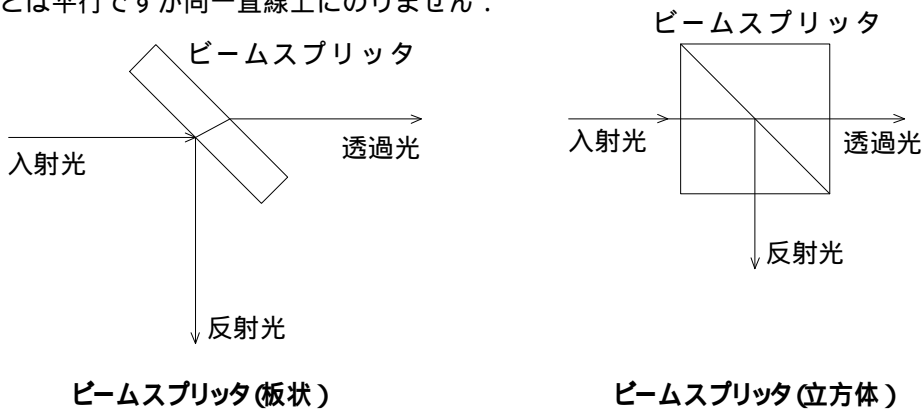 とは平行ですが同一直線上にのりません．
ビームスプリッタ
入射光
透過光
反射光
ビームスプリッタ(板状)
ビームスプリッタ
入射光
透過光
反射光
ビームスプリッタ(立方体)